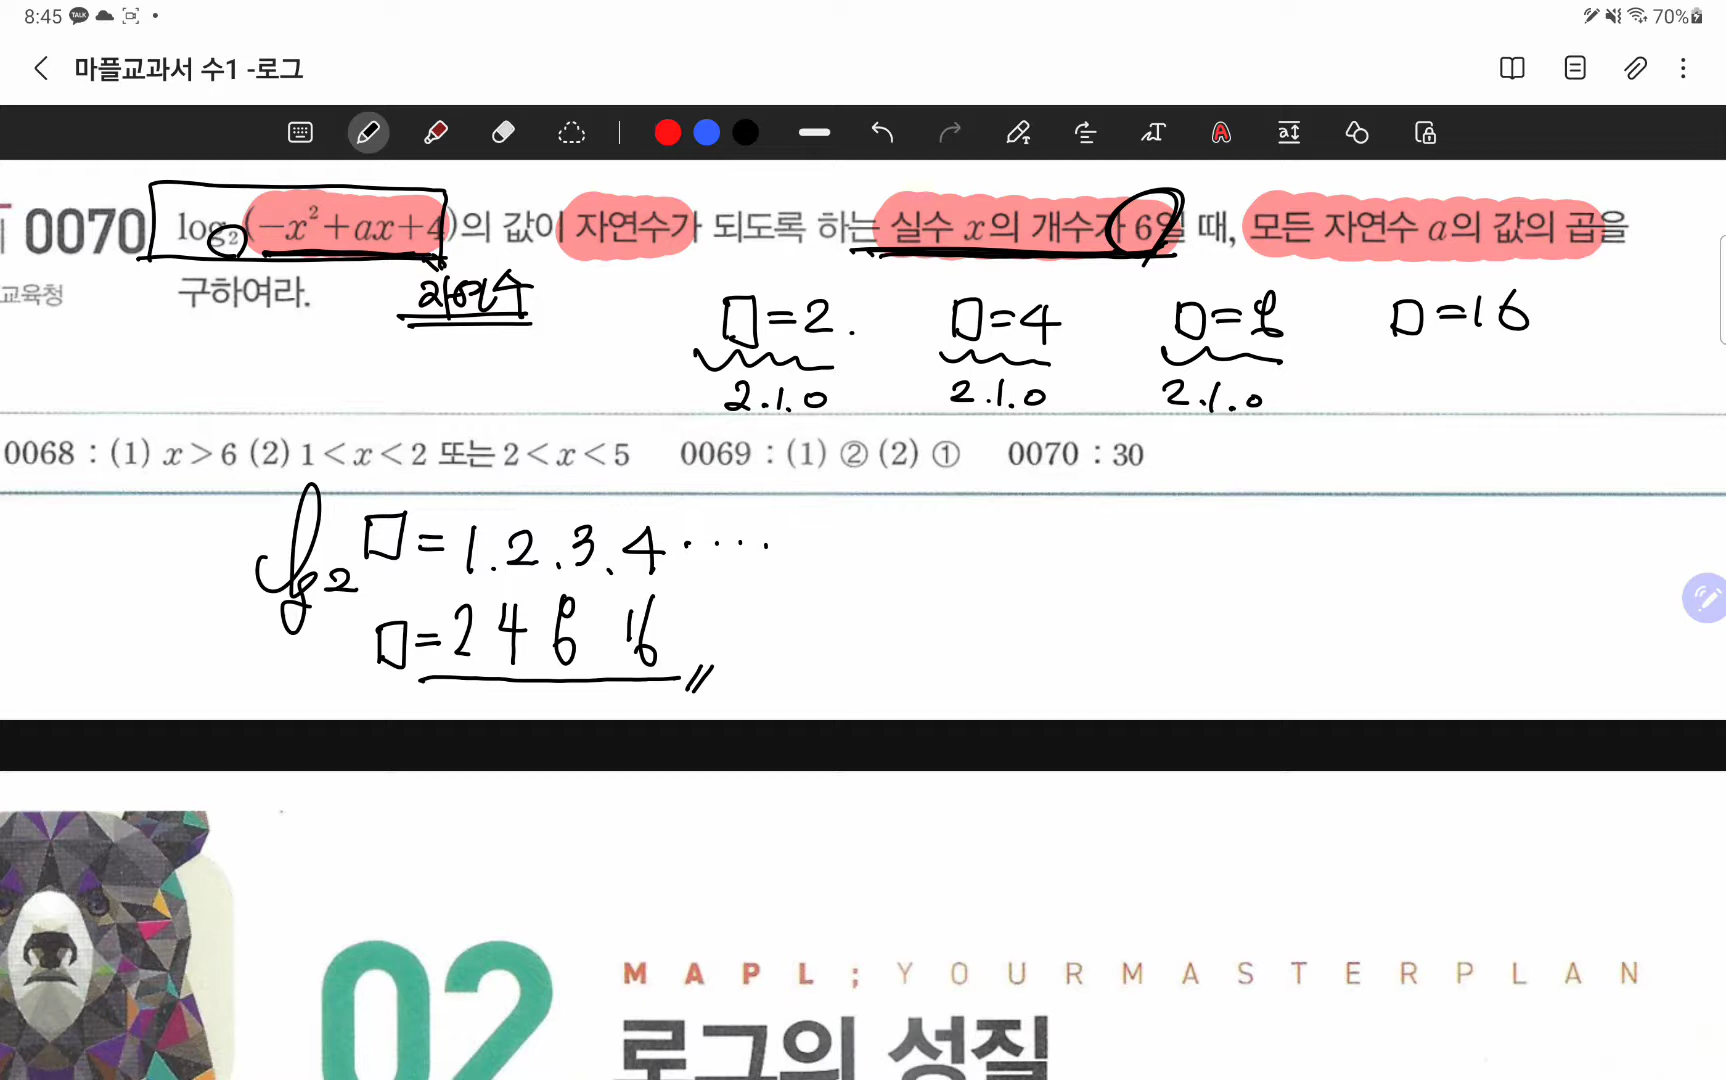 8:45 TALK 70%
마플교과서 수1 -로그
0070 log₂(−x²+ax+4)의 값이 자연수가 되도록 하는 실수 x의 개수가 6일 때, 모든 자연수 a의 값의 곱을
교육청 구하여라.
□=2. □=4 □=8 □=16
2.1.0 2.1.0 2.1.0
0068 : (1) x>6 (2) 1<x<2 또는 2<x<5 0069 : (1) ② (2) ① 0070 : 30
log₂ □ = 1.2.3.4 ....
□=2 4 8 16
02
MAPL;YOURMASTERPLAN
로그의 성질